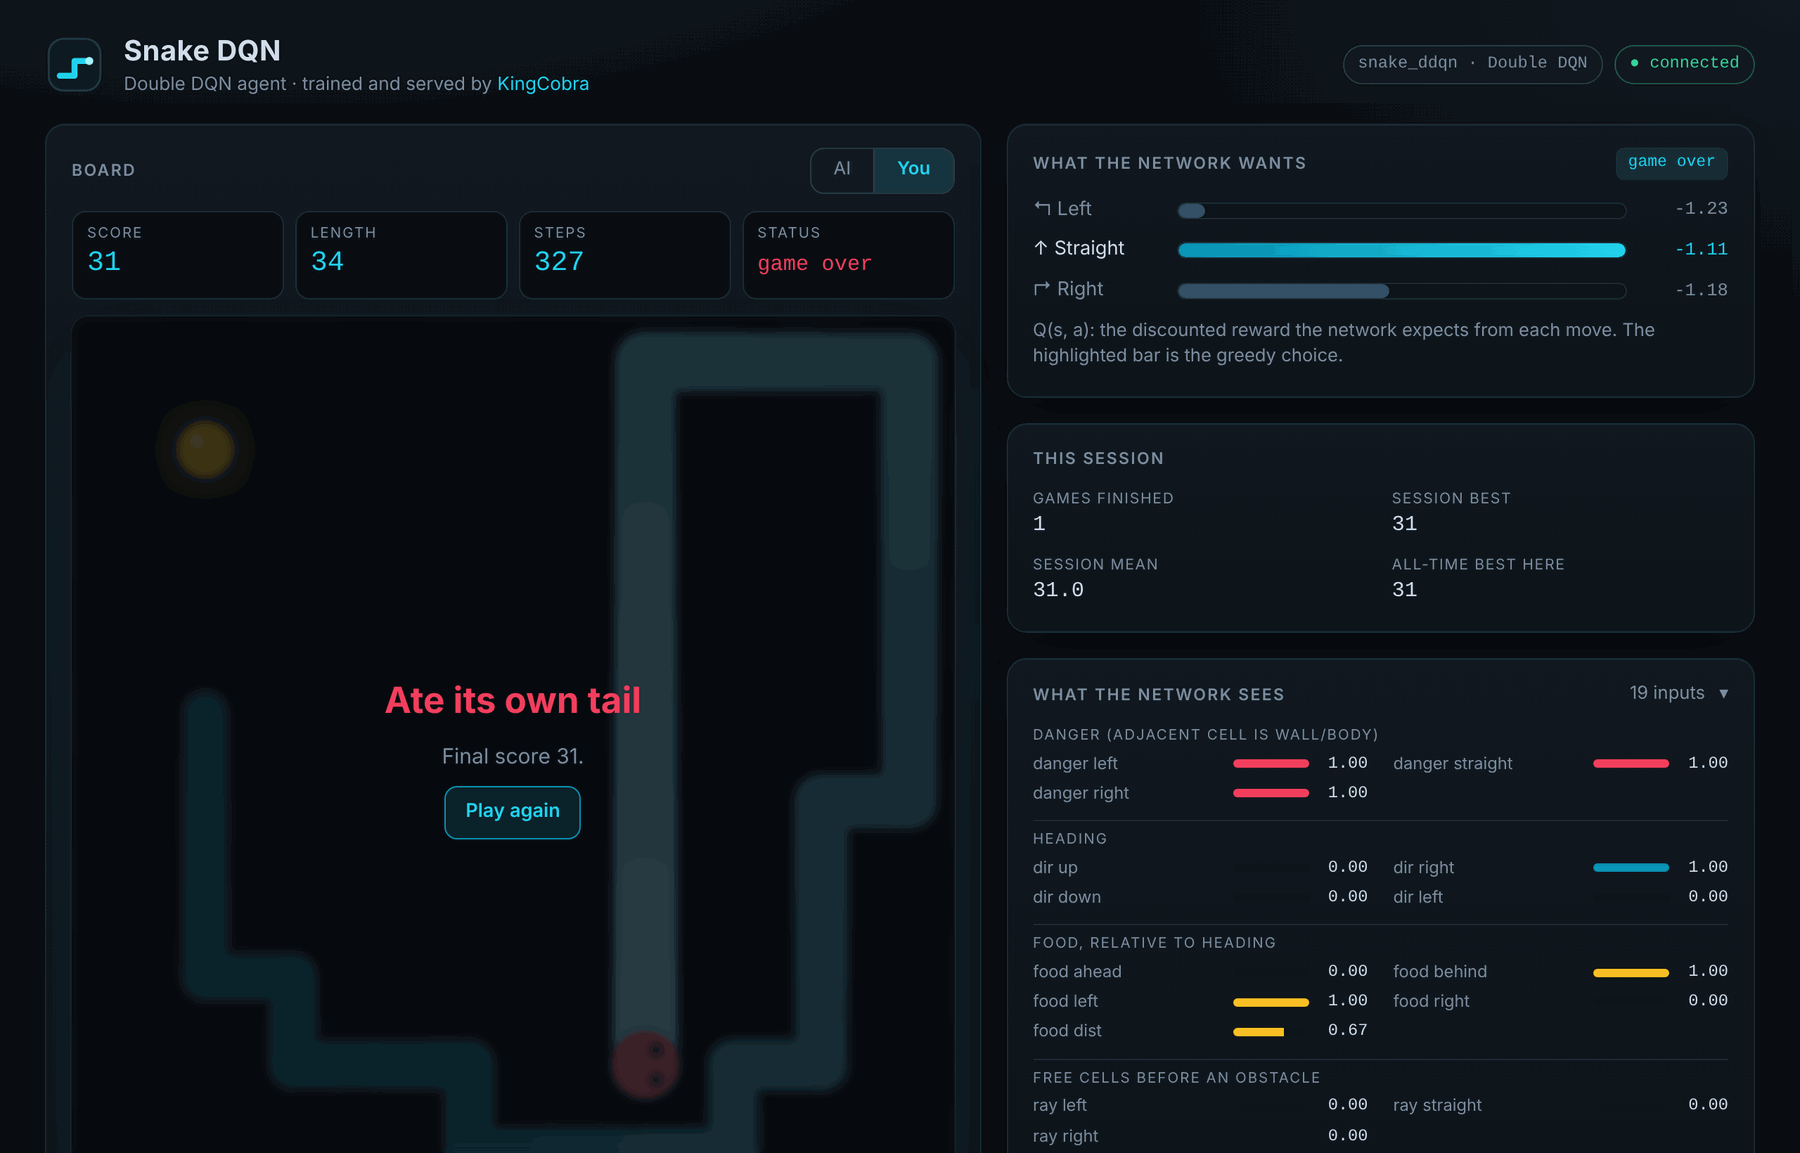 Snake DQN
Double DQN agent · trained and served by KingCobra
snake_ddqn · Double DQN
● connected
BOARD
AI
You
SCORE
31
LENGTH
34
STEPS
327
STATUS
game over
Ate its own tail
Final score 31.
Play again
WHAT THE NETWORK WANTS
game over
↰ Left -1.23
↑ Straight -1.11
↱ Right -1.18
Q(s, a): the discounted reward the network expects from each move. The
highlighted bar is the greedy choice.
THIS SESSION
GAMES FINISHED
1
SESSION BEST
31
SESSION MEAN
31.0
ALL-TIME BEST HERE
31
WHAT THE NETWORK SEES
19 inputs ▾
DANGER (ADJACENT CELL IS WALL/BODY)
danger left 1.00 danger straight 1.00
danger right 1.00
HEADING
dir up 0.00 dir right 1.00
dir down 0.00 dir left 0.00
FOOD, RELATIVE TO HEADING
food ahead 0.00 food behind 1.00
food left 1.00 food right 0.00
food dist 0.67
FREE CELLS BEFORE AN OBSTACLE
ray left 0.00 ray straight 0.00
ray right 0.00